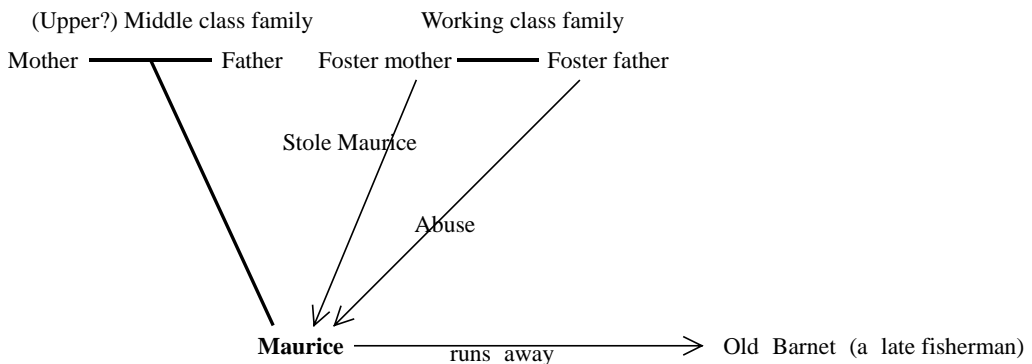 (Upper?) Middle class family Working class family
Mother Father Foster mother Foster father
Stole Maurice
Abuse
Maurice Old Barnet (a late fisherman)
runs away